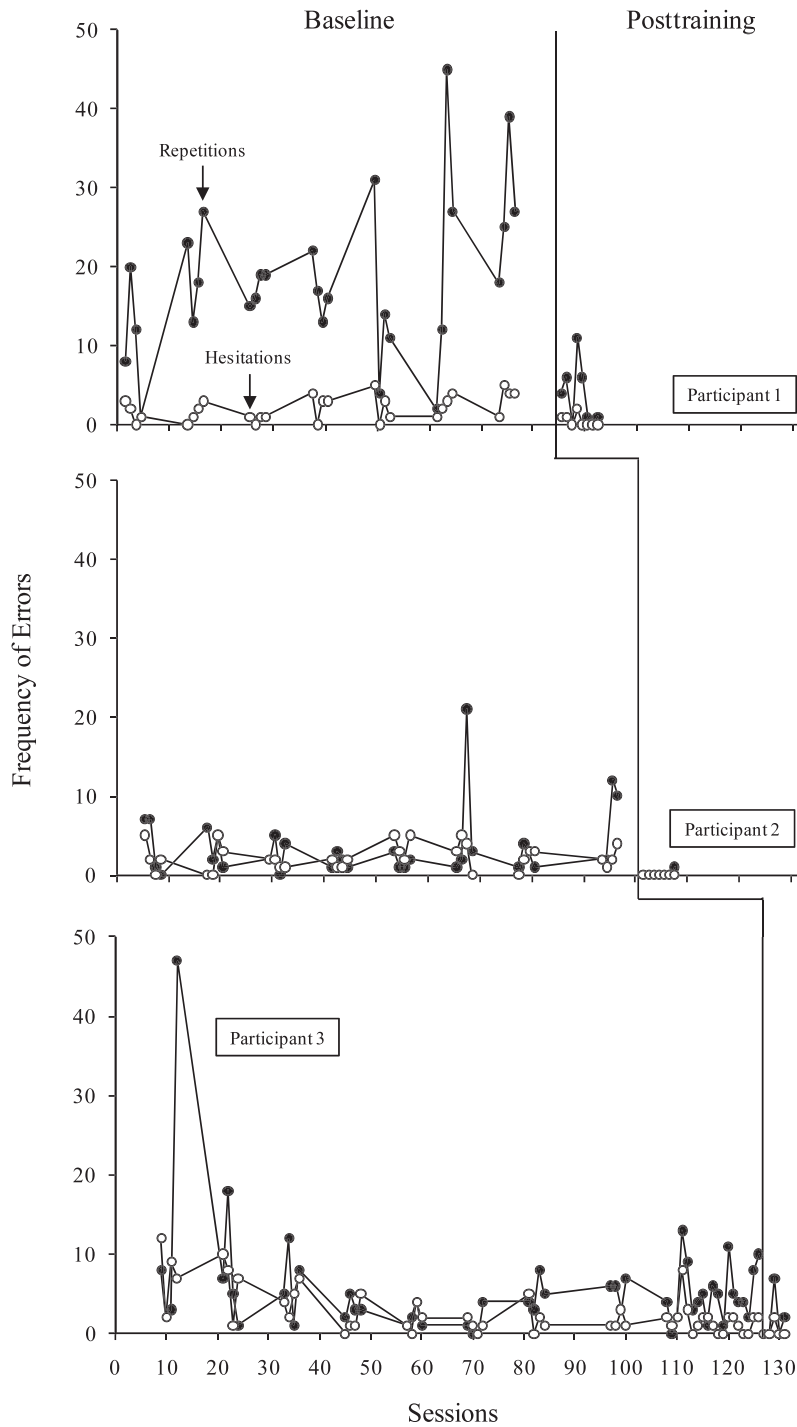 Baseline Posttraining
50
40
30
20
10
0
Repetitions
Hesitations
Participant 1
50
40
30
20
10
0
Participant 2
Frequency of Errors
50
40
30
20
10
0
Participant 3
0 10 20 30 40 50 60 70 80 90 100 110 120 130
Sessions